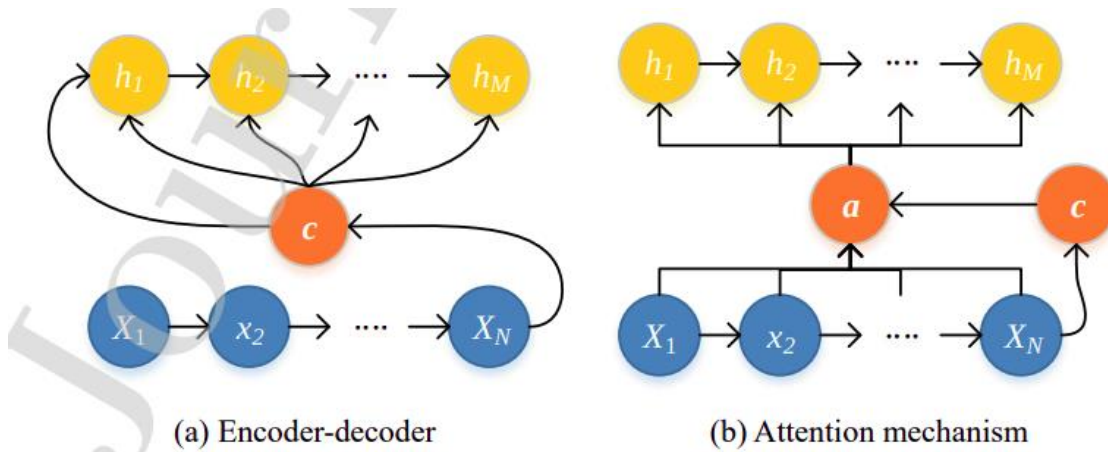 h1 h2 .... hM h1 h2 .... hM
c a c
X1 x2 .... XN X1 x2 .... XN
(a) Encoder-decoder (b) Attention mechanism